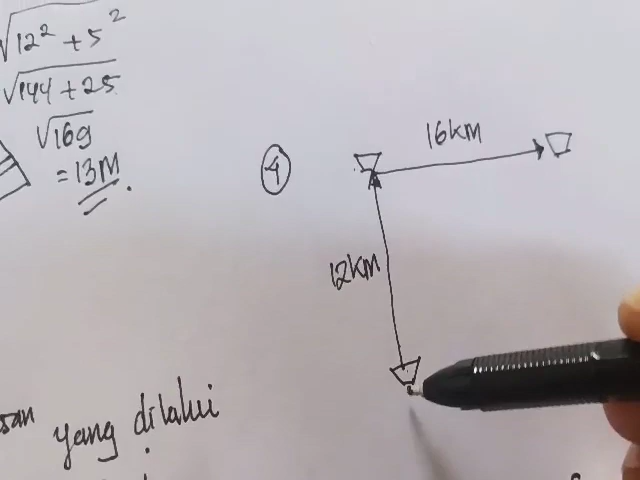 √12² + 5²
√144 + 25
√169
= 13M.
4
16KM
12KM
yang dilalui